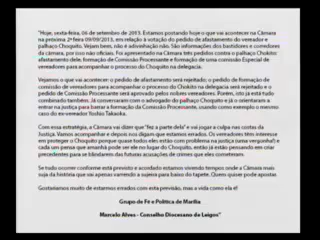 "Hoje, sexta-feira, 06 de setembro de 2013. Estamos postando hoje o que vai acontecer na Câmara
na próxima 2ª feira 09/09/2013, em relação à votação do pedido de afastamento do vereador e
palhaço Choquito. Vejam bem, não é adivinhação não. São informações dos bastidores e corredores
da câmara, por isso não oficiais. Foi apresentado na Câmara três pedidos contra o palhaço Chokito:
afastamento dele, formação de Comissão Processante e formação de uma comissão Especial de
vereadores para acompanhar o processo do Chokito na delegacia.
Vejamos o que vai acontecer: o pedido de afastamento será rejeitado; o pedido de formação de
comissão de vereadores para acompanhar o processo do Chokito na delegacia será rejeitado e o
pedido de Comissão Processante será aprovado pelos nobres vereadores. Porém, isto já está tudo
combinado também. Já conversaram com o advogado do palhaço Choquito e já o orientaram a
entrar na justiça para barrar a formação da Comissão Processante, usando como exemplo o mesmo
caso do ex-vereador Yoshio Takaoka.
Com essa estratégia, a Câmara vai dizer que "fez a parte dela" e vai jogar a culpa nas costas da
Justiça. Vamos acompanhar e depois nos digam que estamos errados. Os vereadores têm interesse
em proteger o Choquito porque quase todos eles estão com problema na justiça (uma vergonha!) e
cada um pensa que amanhã pode ser ele no lugar do Choquito, então já estão pensando em criar
precedentes para se blindarem das futuras acusações de crimes que eles cometeram.
Se tudo ocorrer conforme está previsto e acordado estamos vivendo tempos onde a Câmara mais
suja da história que vai apenas varrendo a sujeira para baixo do tapete. Quem quiser pode apostas
Gostaríamos muito de estarmos errados com esta previsão, mas a vida como ela é!
Grupo de Fé e Política de Marília
Marcelo Alves - Conselho Diocesano de Leigos"